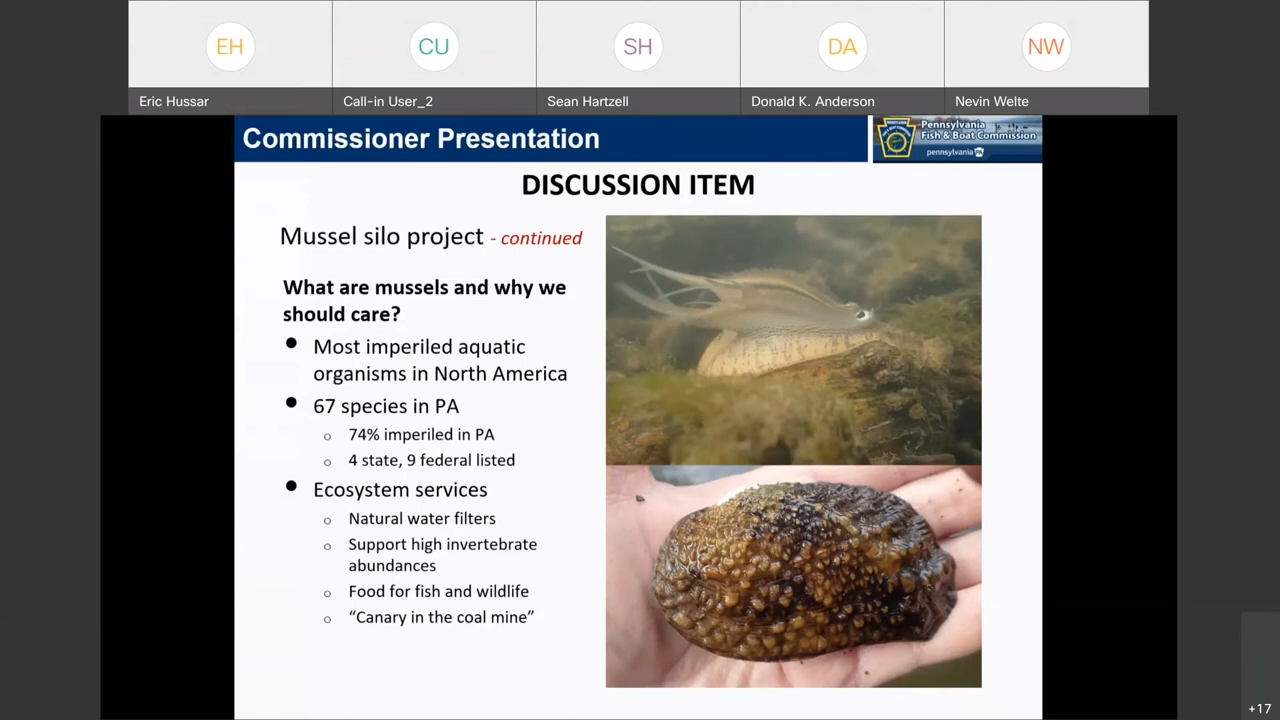 EH
CU
SH
DA
NW
Eric Hussar
Call-in User_2
Sean Hartzell
Donald K. Anderson
Nevin Welte
Commissioner Presentation
Pennsylvania
Fish & Boat Commission
pennsylvania PA
DISCUSSION ITEM
Mussel silo project - continued
What are mussels and why we
should care?
• Most imperiled aquatic
organisms in North America
• 67 species in PA
o 74% imperiled in PA
o 4 state, 9 federal listed
• Ecosystem services
o Natural water filters
o Support high invertebrate
abundances
o Food for fish and wildlife
o “Canary in the coal mine”
+17